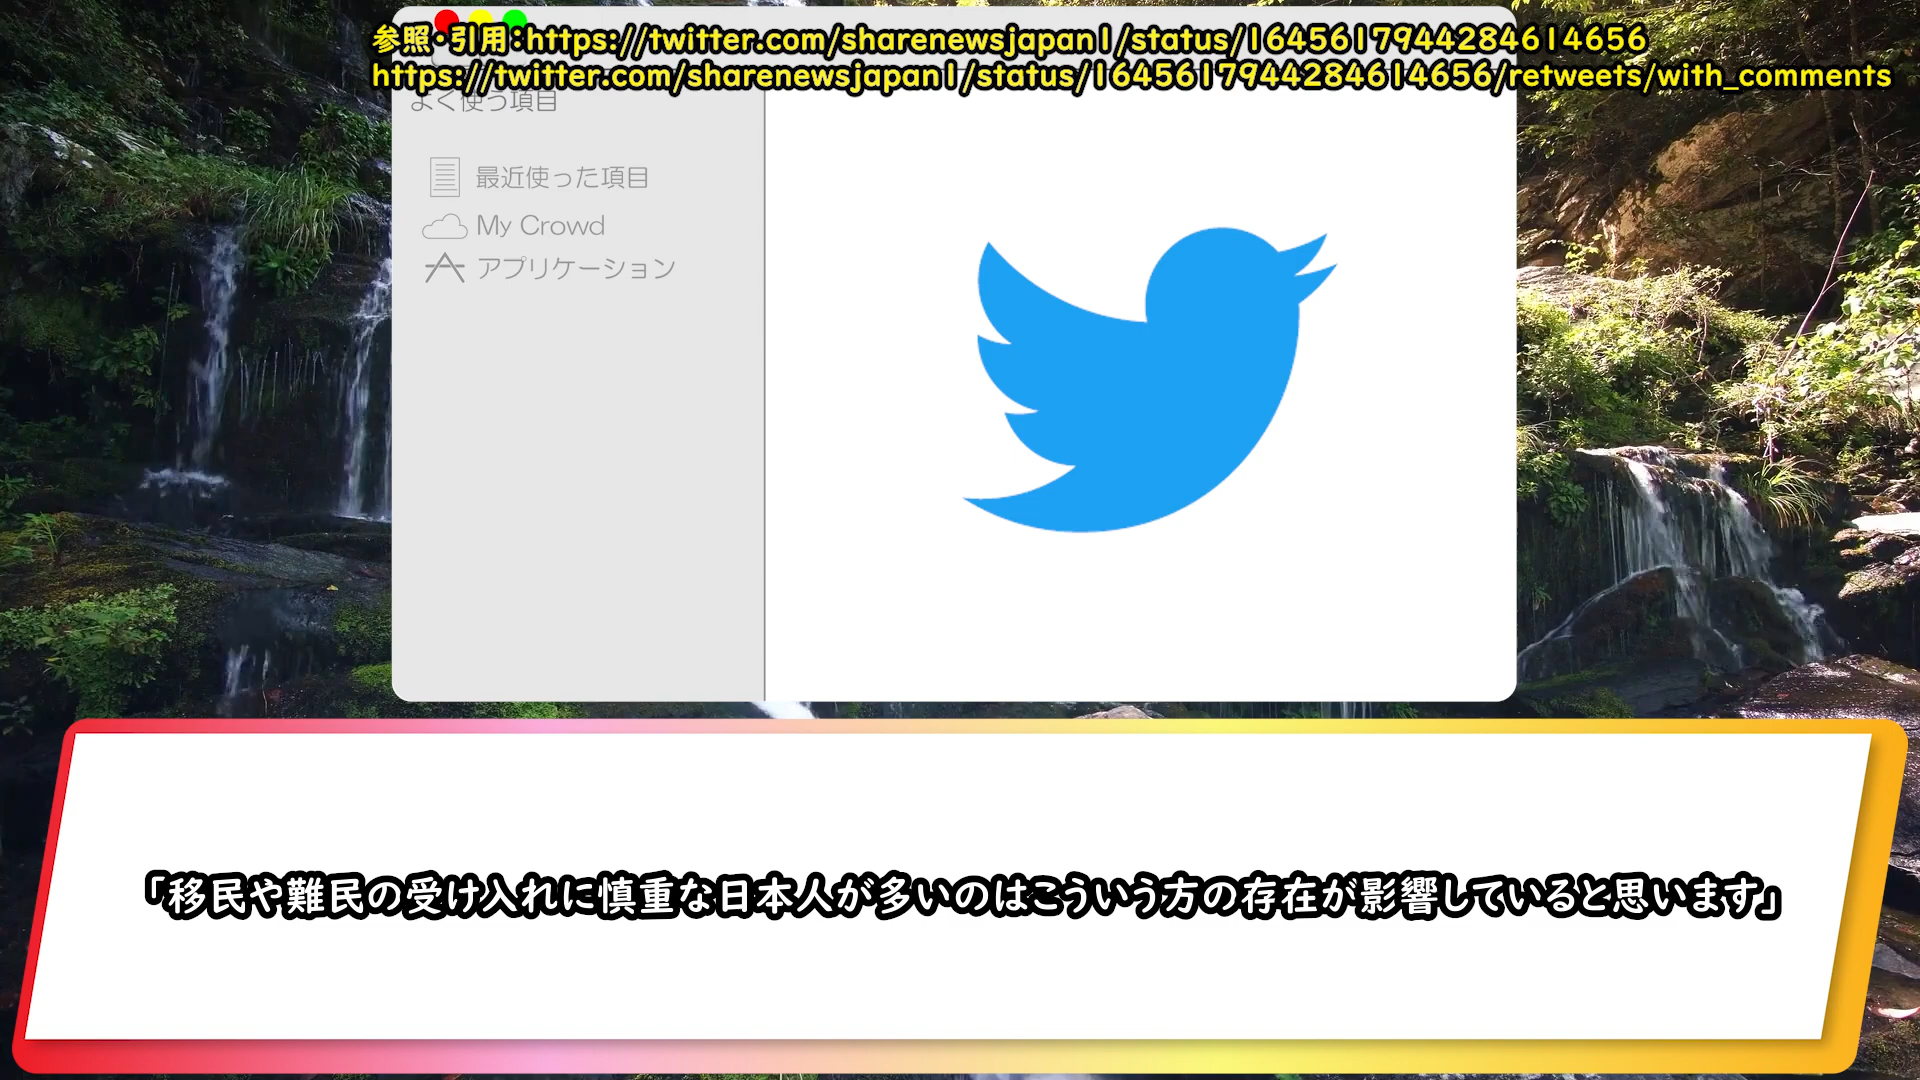 参照・引用：https://twitter.com/sharenewsjapan1/status/1645617944284614656
https://twitter.com/sharenewsjapan1/status/1645617944284614656/retweets/with_comments
よく使う項目
最近使った項目
My Crowd
アプリケーション
「移民や難民の受け入れに慎重な日本人が多いのはこういう方の存在が影響していると思います」